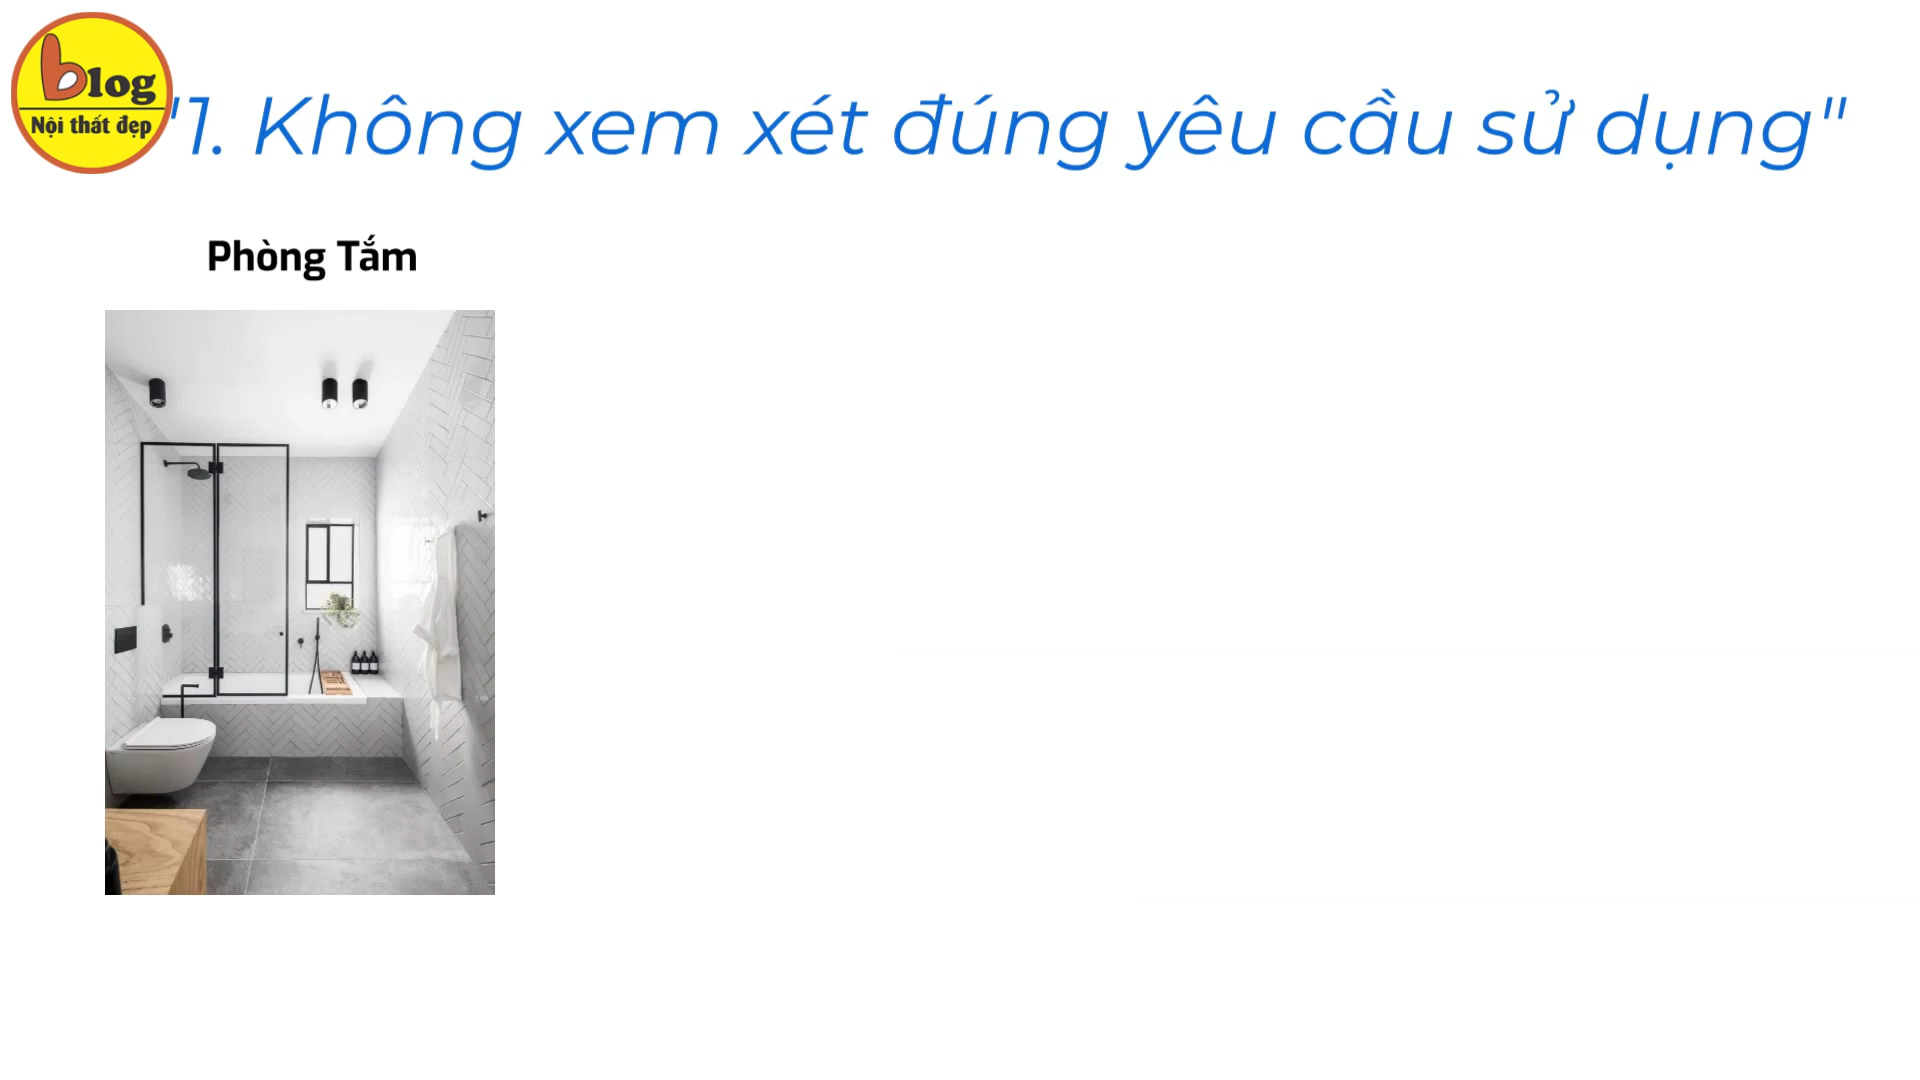 blog
Nội thất đẹp
"1. Không xem xét đúng yêu cầu sử dụng"
Phòng Tắm